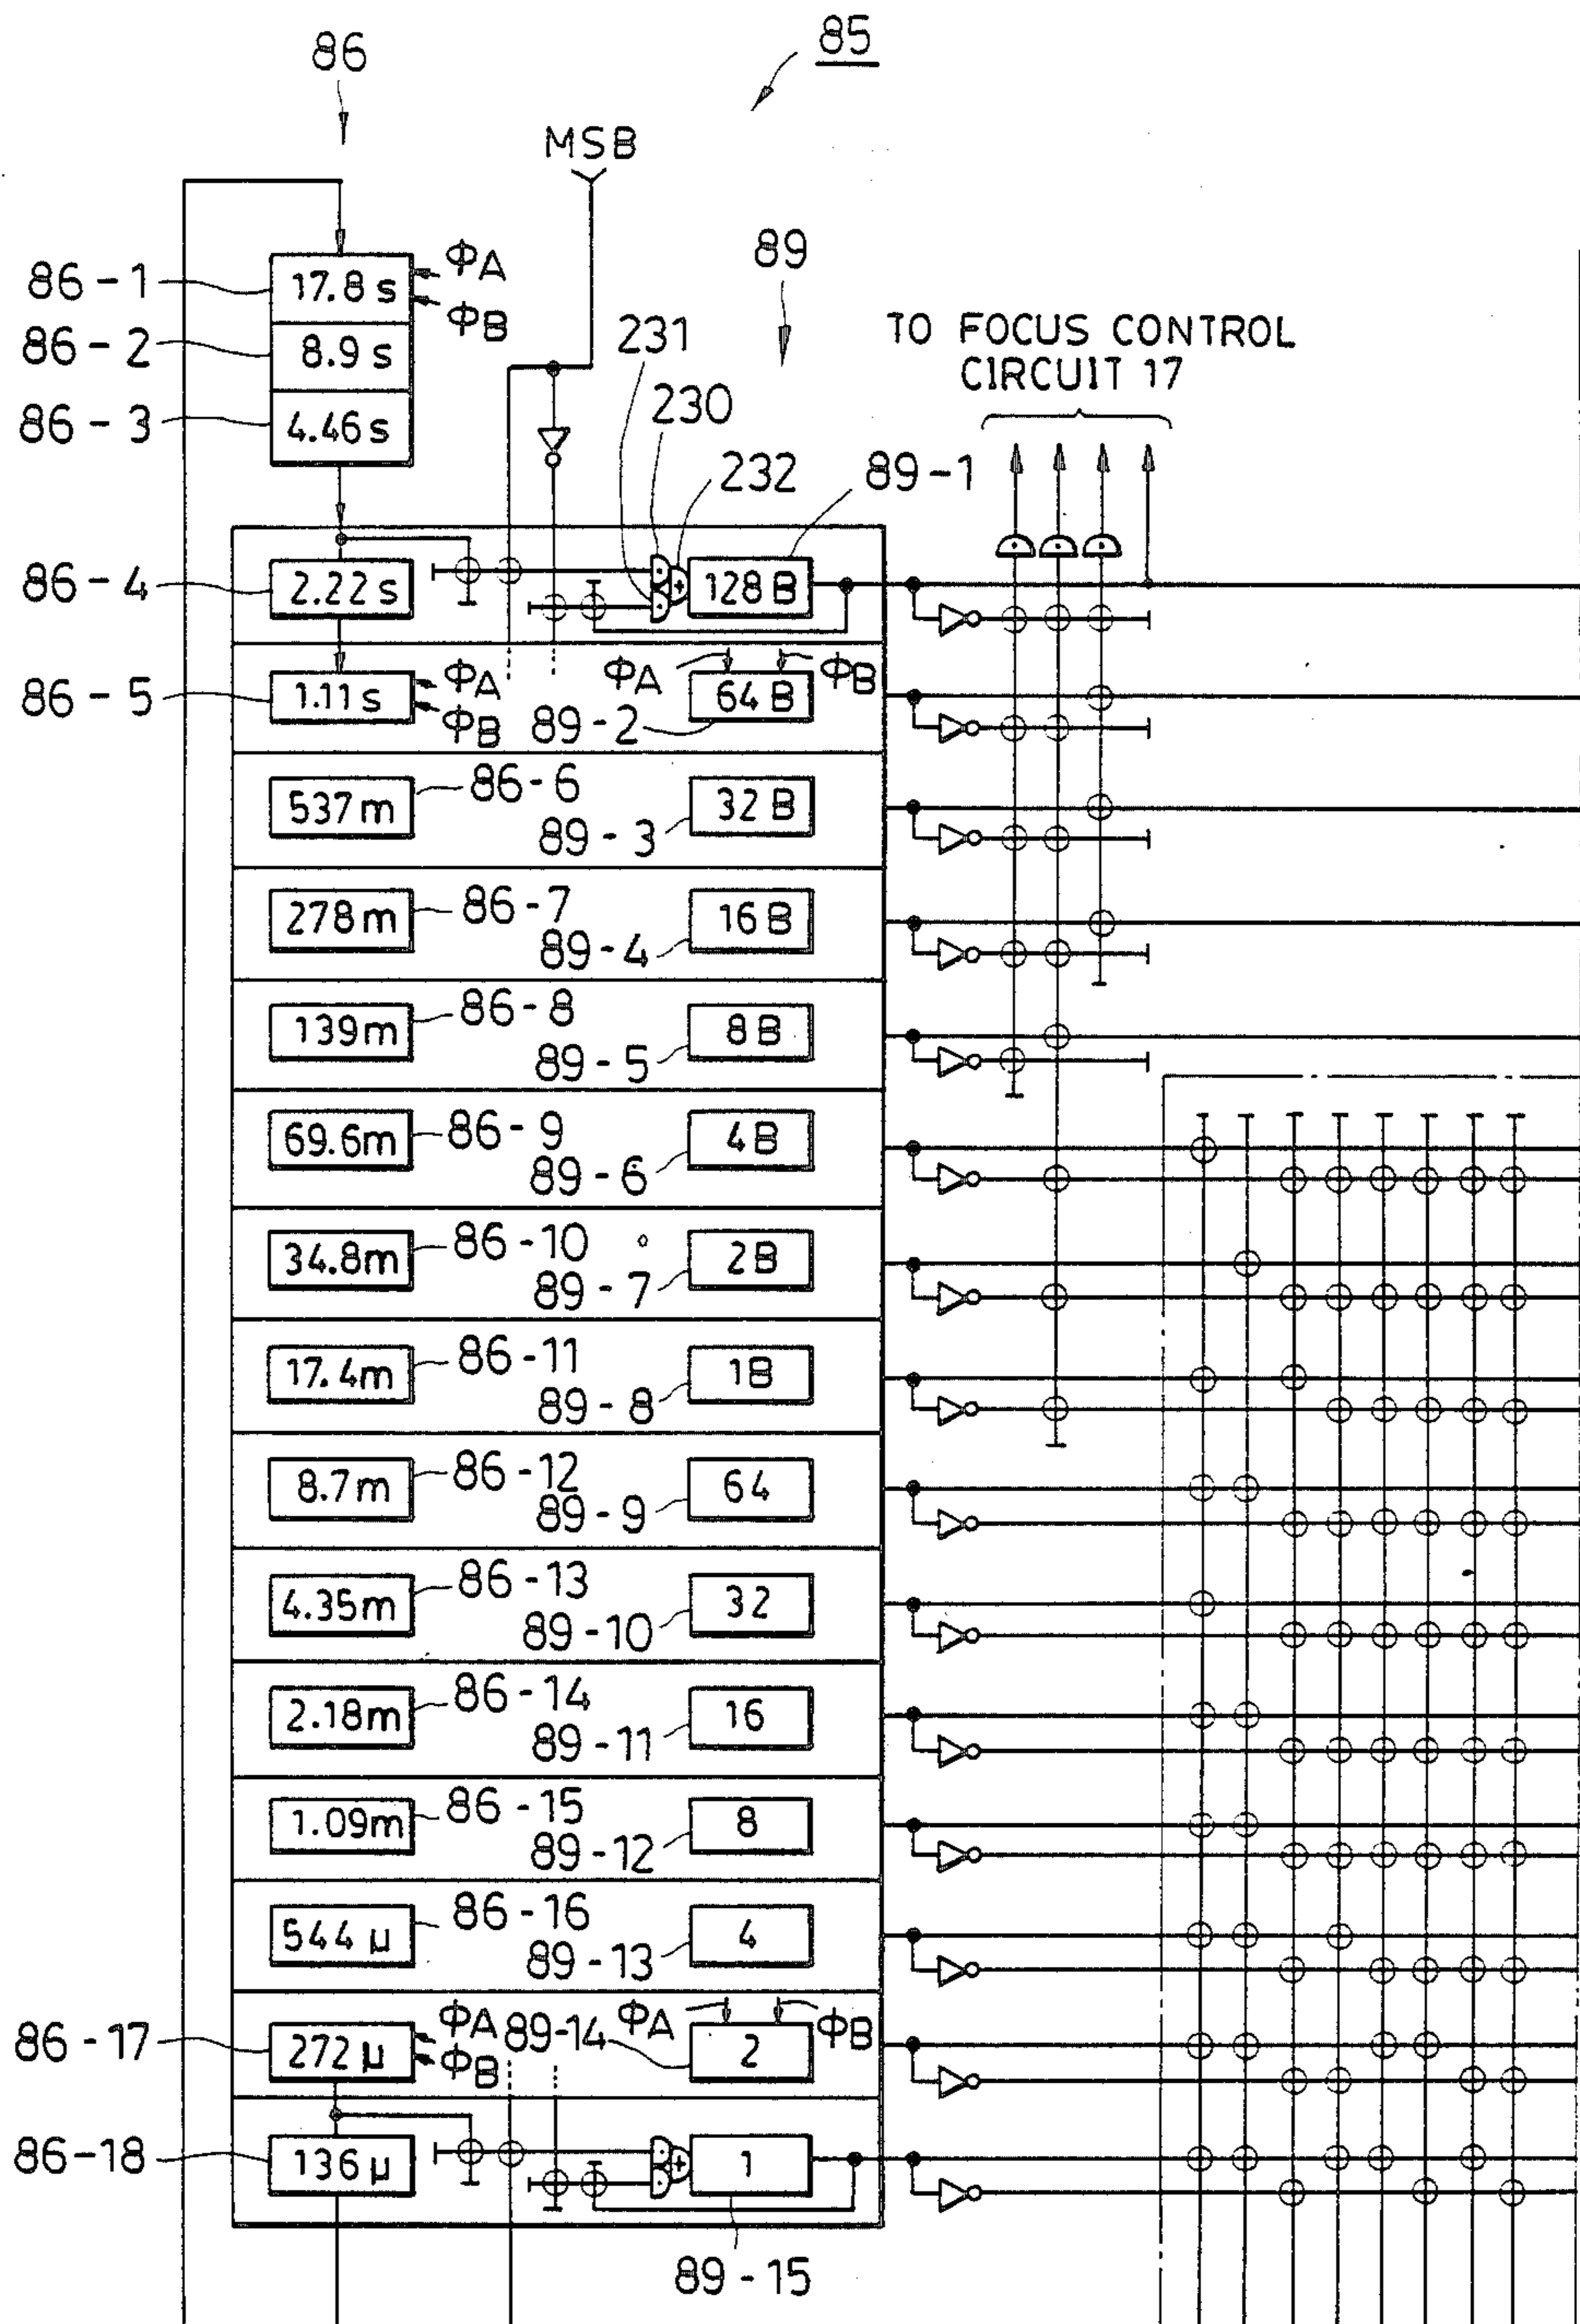 85
86
MSB
89
86-1
17.8 s
ΦA
ΦB
86-2
8.9 s
86-3
4.46 s
231
230
232
89-1
TO FOCUS CONTROL
CIRCUIT 17
86-4
2.22 s
128 B
86-5
1.11 s
ΦA
ΦB
89-2
ΦA
ΦB
64 B
537 m
86-6
89-3
32 B
278 m
86-7
89-4
16 B
139 m
86-8
89-5
8 B
69.6 m
86-9
89-6
4 B
34.8 m
86-10
89-7
2 B
17.4 m
86-11
89-8
1 B
8.7 m
86-12
89-9
64
4.35 m
86-13
89-10
32
2.18 m
86-14
89-11
16
1.09 m
86-15
89-12
8
544 μ
86-16
89-13
4
86-17
272 μ
ΦA
ΦB
89-14
ΦA
ΦB
2
86-18
136 μ
1
89-15